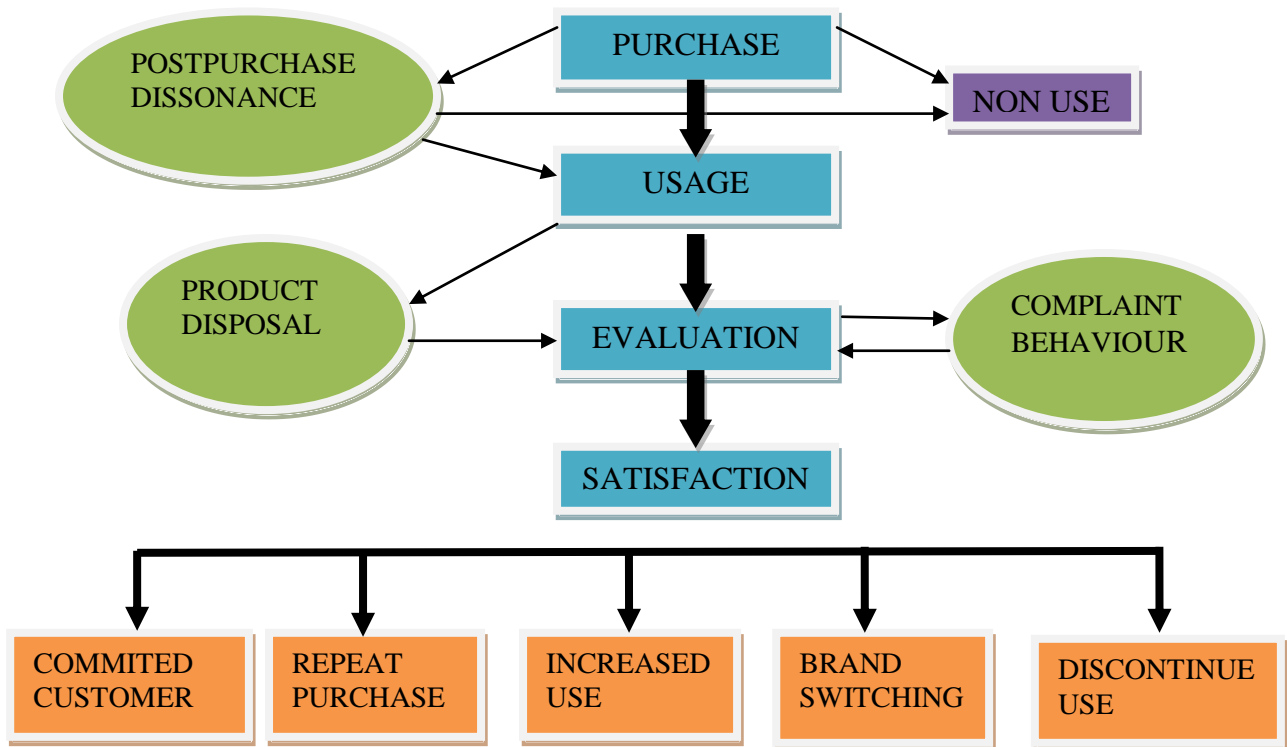 PURCHASE
POSTPURCHASE
DISSONANCE
NON USE
USAGE
PRODUCT
DISPOSAL
EVALUATION
COMPLAINT
BEHAVIOUR
SATISFACTION
COMMITED
CUSTOMER
REPEAT
PURCHASE
INCREASED
USE
BRAND
SWITCHING
DISCONTINUE
USE